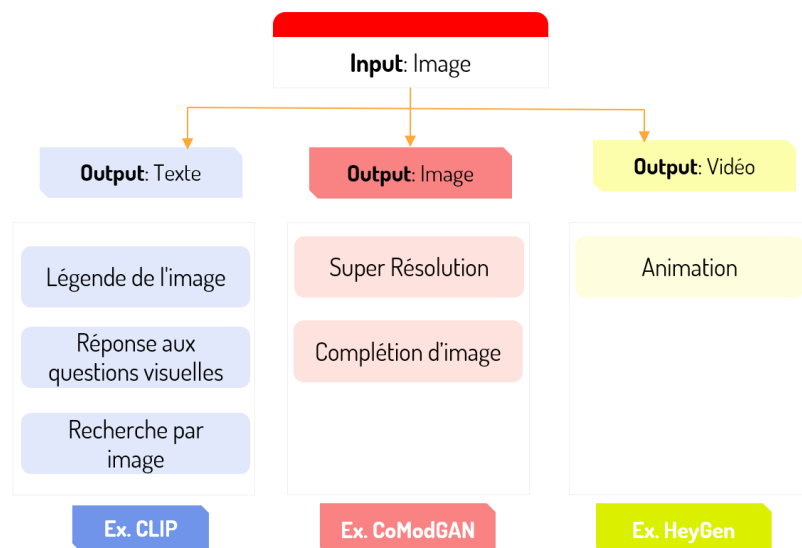 Input: Image
Output: Texte
Output: Image
Output: Vidéo
Légende de l'image
Réponse aux
questions visuelles
Recherche par
image
Super Résolution
Complétion d’image
Animation
Ex. CLIP
Ex. CoModGAN
Ex. HeyGen